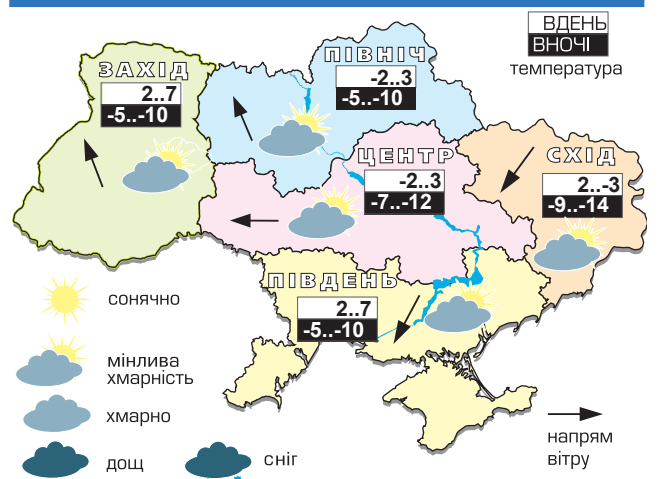 ВДЕНЬ
ВНОЧІ
температура
ЗАХІД
2..7
-5..-10
ПІВНІЧ
-2..3
-5..-10
ЦЕНТР
-2..3
-7..-12
СХІД
2..-3
-9..-14
ПІВДЕНЬ
2..7
-5..-10
сонячно
мінлива
хмарність
хмарно
дощ
сніг
напрям
вітру